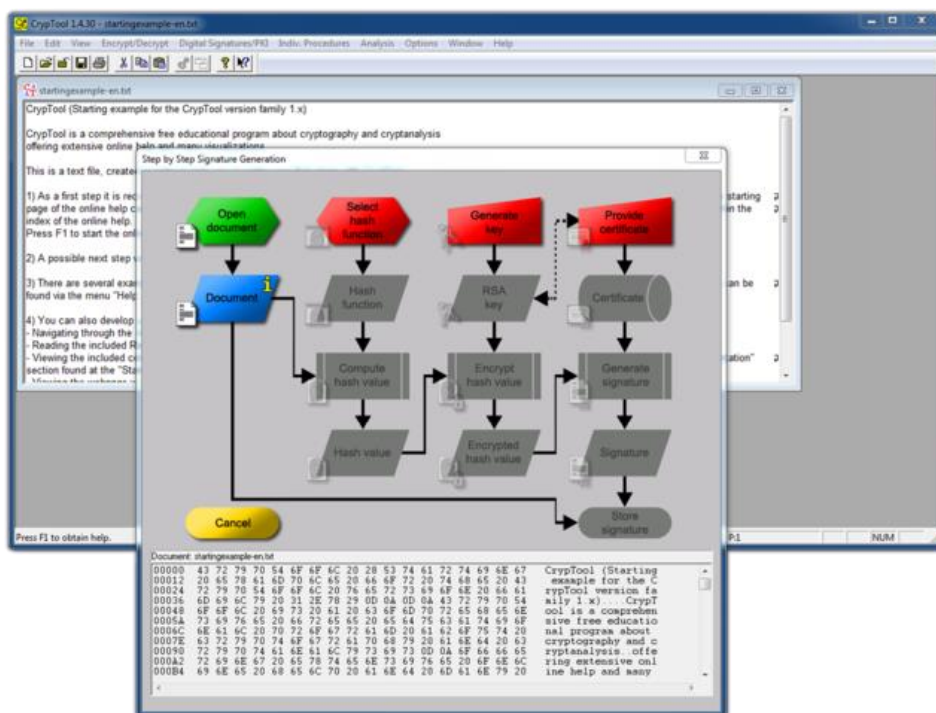 CrypTool 1.4.30 - startingexample-en.txt
File Edit View Encrypt/Decrypt Digital Signatures/PKI Indiv. Procedures Analysis Options Window Help
startingexample-en.txt
CrypTool (Starting example for the CrypTool version family 1.x)
CrypTool is a comprehensive free educational program about cryptography and cryptanalysis
offering extensive online help and many visualizations.
This is a text file, created
1) As a first step it is rec starting
page of the online help c in the
index of the online help.
Press F1 to start the onl
2) A possible next step
3) There are several exa can be
found via the menu "Help
4) You can also develop
- Navigating through the
- Reading the included R
- Viewing the included co tation"
section found at the "Sta
- Viewing the webpage
Step by Step Signature Generation
Open
document
Select
hash
function
Generate
key
Provide
certificate
Document
i
Hash
function
RSA
key
Certificate
Compute
hash value
Encrypt
hash value
Generate
signature
Hash value
Encrypted
hash value
Signature
Cancel
Store
signature
Press F1 to obtain help. P:1 NUM
Document: startingexample-en.txt
00000 43 72 79 70 54 6F 6F 6C 20 28 53 74 61 72 74 69 6E 67 CrypTool (Starting
00012 20 65 78 61 6D 70 6C 65 20 66 6F 72 20 74 68 65 20 43 example for the C
00024 72 79 70 54 6F 6F 6C 20 76 65 72 73 69 6F 6E 20 66 61 rypTool version fa
00036 6D 69 6C 79 20 31 2E 78 29 0D 0A 0D 0A 43 72 79 70 54 mily 1.x)....CrypT
00048 6F 6F 6C 20 69 73 20 61 20 63 6F 6D 70 72 65 68 65 6E ool is a comprehen
0005A 73 69 76 65 20 66 72 65 65 20 65 64 75 63 61 74 69 6F sive free educatio
0006C 6E 61 6C 20 70 72 6F 67 72 61 6D 20 61 62 6F 75 74 20 nal program about
0007E 63 72 79 70 74 6F 67 72 61 70 68 79 20 61 6E 64 20 63 cryptography and c
00090 72 79 70 74 61 6E 61 6C 79 73 69 73 0D 0A 6F 66 66 65 ryptanalysis..offe
000A2 72 69 6E 67 20 65 78 74 65 6E 73 69 76 65 20 6F 6E 6C ring extensive onl
000B4 69 6E 65 20 68 65 6C 70 20 61 6E 64 20 6D 61 6E 79 20 ine help and many